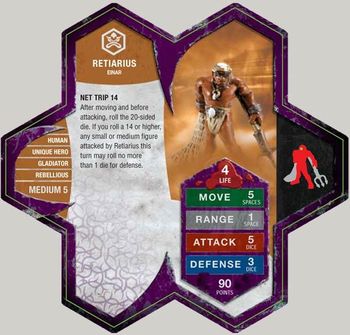 RETIARIUS
EINAR
NET TRIP 14
After moving and before
attacking, roll the 20-sided
die. If you roll a 14 or higher,
any small or medium figure
attacked by Retiarius this
turn may roll no more
than 1 die for defense.
HUMAN
UNIQUE HERO
GLADIATOR
REBELLIOUS
MEDIUM 5
4
LIFE
MOVE 5
SPACES
RANGE 1
SPACE
ATTACK 5
DICE
DEFENSE 3
DICE
90
POINTS